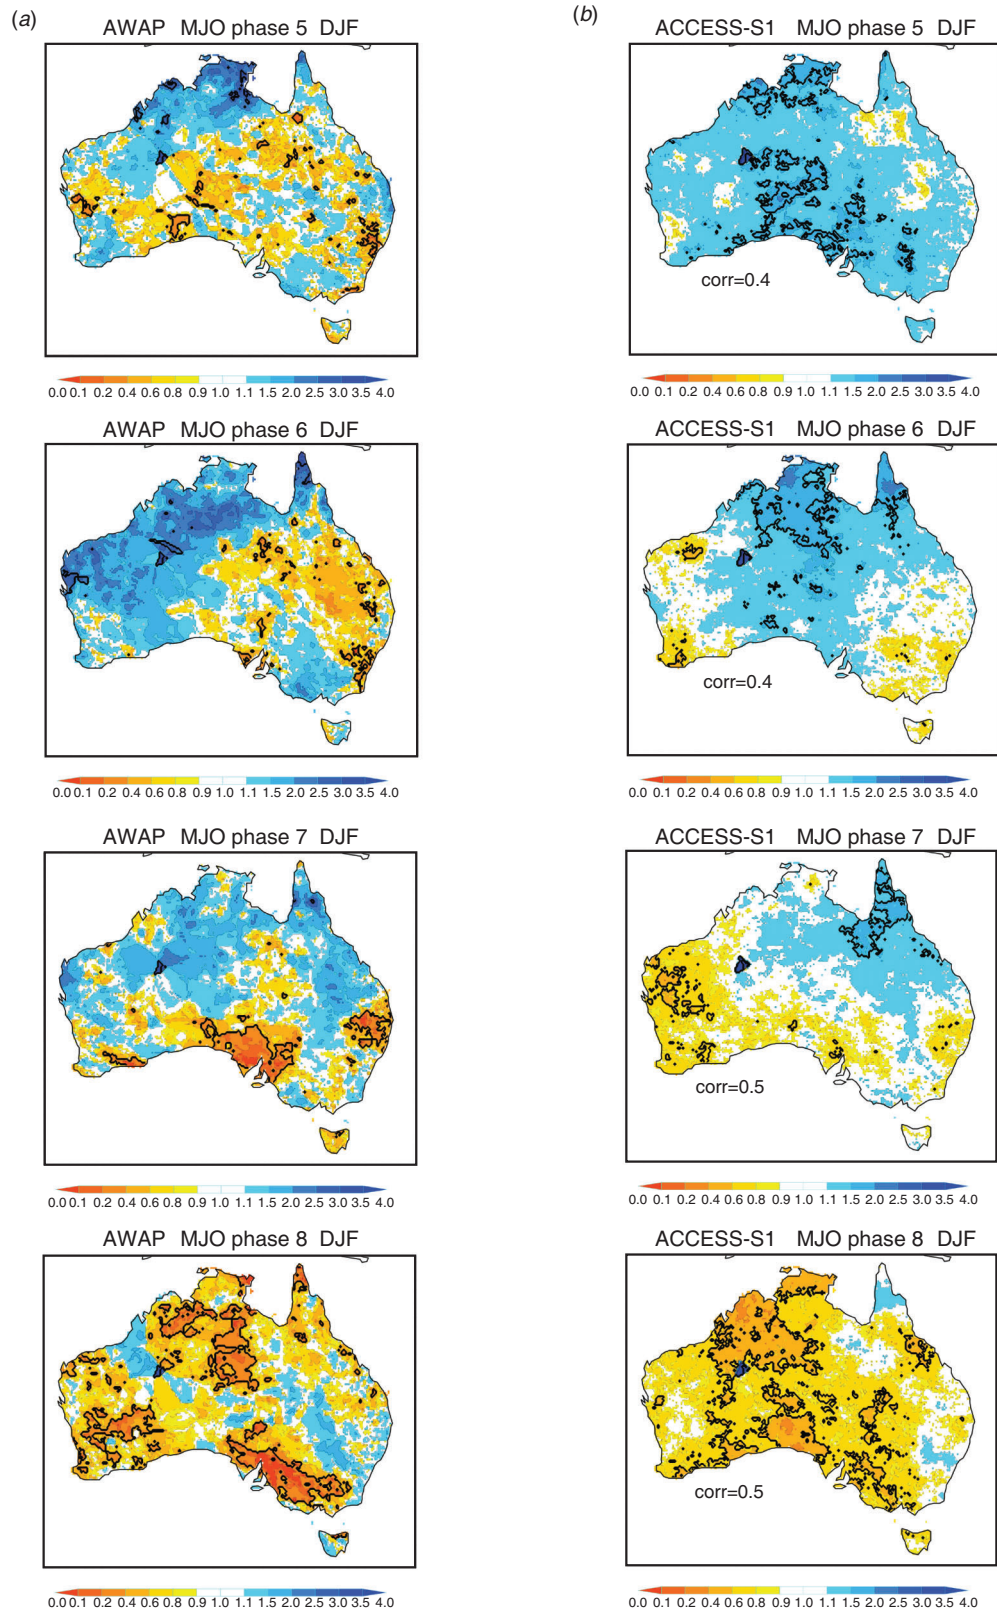 (a) (b)
AWAP MJO phase 5 DJF ACCESS-S1 MJO phase 5 DJF
corr=0.4
0.0 0.1 0.2 0.4 0.6 0.8 0.9 1.0 1.1 1.5 2.0 2.5 3.0 3.5 4.0 0.0 0.1 0.2 0.4 0.6 0.8 0.9 1.0 1.1 1.5 2.0 2.5 3.0 3.5 4.0
AWAP MJO phase 6 DJF ACCESS-S1 MJO phase 6 DJF
corr=0.4
0.0 0.1 0.2 0.4 0.6 0.8 0.9 1.0 1.1 1.5 2.0 2.5 3.0 3.5 4.0 0.0 0.1 0.2 0.4 0.6 0.8 0.9 1.0 1.1 1.5 2.0 2.5 3.0 3.5 4.0
AWAP MJO phase 7 DJF ACCESS-S1 MJO phase 7 DJF
corr=0.5
0.0 0.1 0.2 0.4 0.6 0.8 0.9 1.0 1.1 1.5 2.0 2.5 3.0 3.5 4.0 0.0 0.1 0.2 0.4 0.6 0.8 0.9 1.0 1.1 1.5 2.0 2.5 3.0 3.5 4.0
AWAP MJO phase 8 DJF ACCESS-S1 MJO phase 8 DJF
corr=0.5
0.0 0.1 0.2 0.4 0.6 0.8 0.9 1.0 1.1 1.5 2.0 2.5 3.0 3.5 4.0 0.0 0.1 0.2 0.4 0.6 0.8 0.9 1.0 1.1 1.5 2.0 2.5 3.0 3.5 4.0